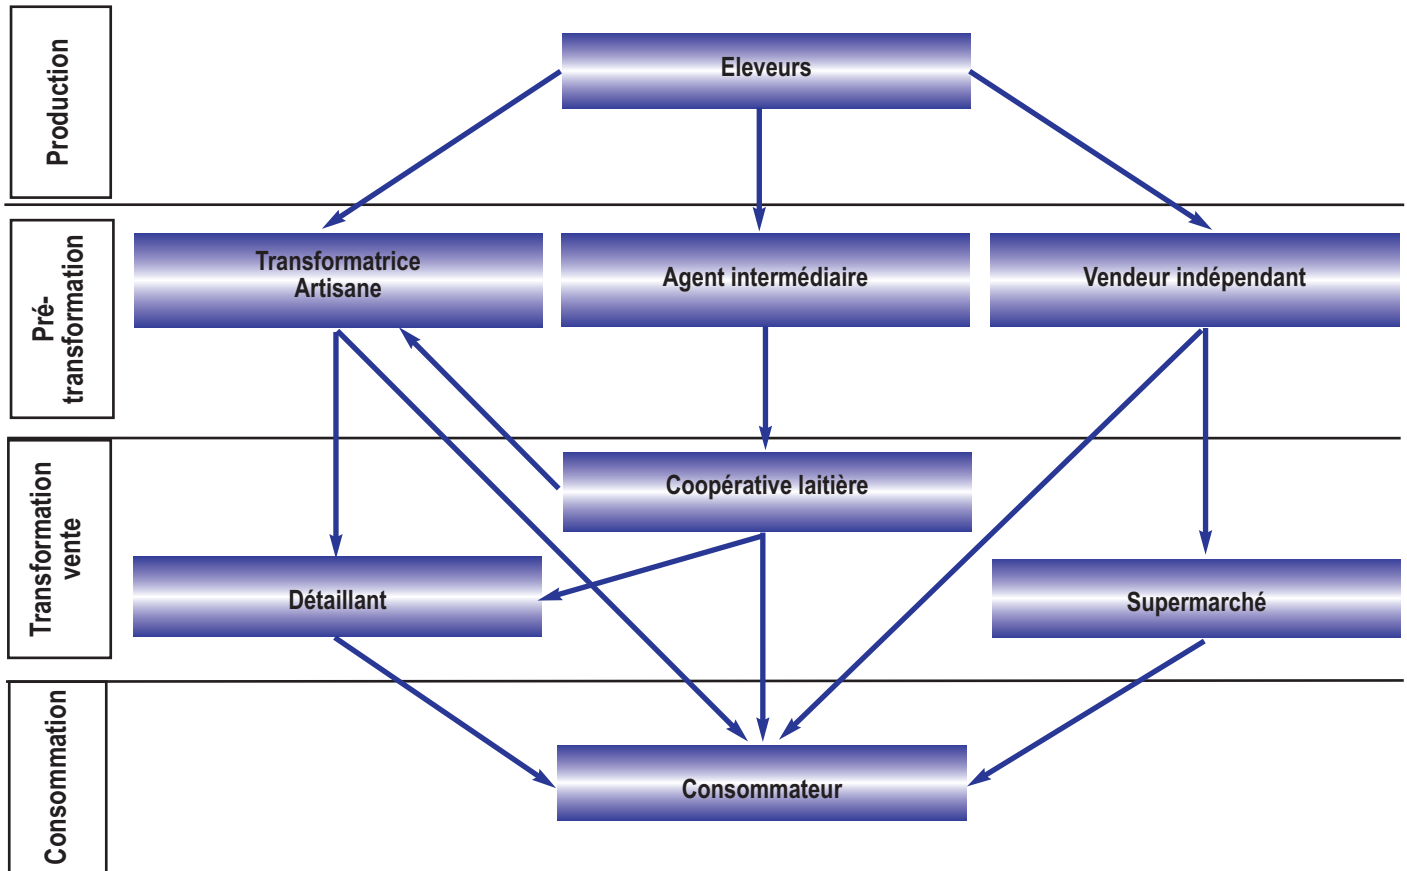 Production
Eleveurs
Pré-
transformation
Transformatrice
Artisane
Agent intermédiaire
Vendeur indépendant
Transformation
vente
Coopérative laitière
Détaillant
Supermarché
Consommation
Consommateur